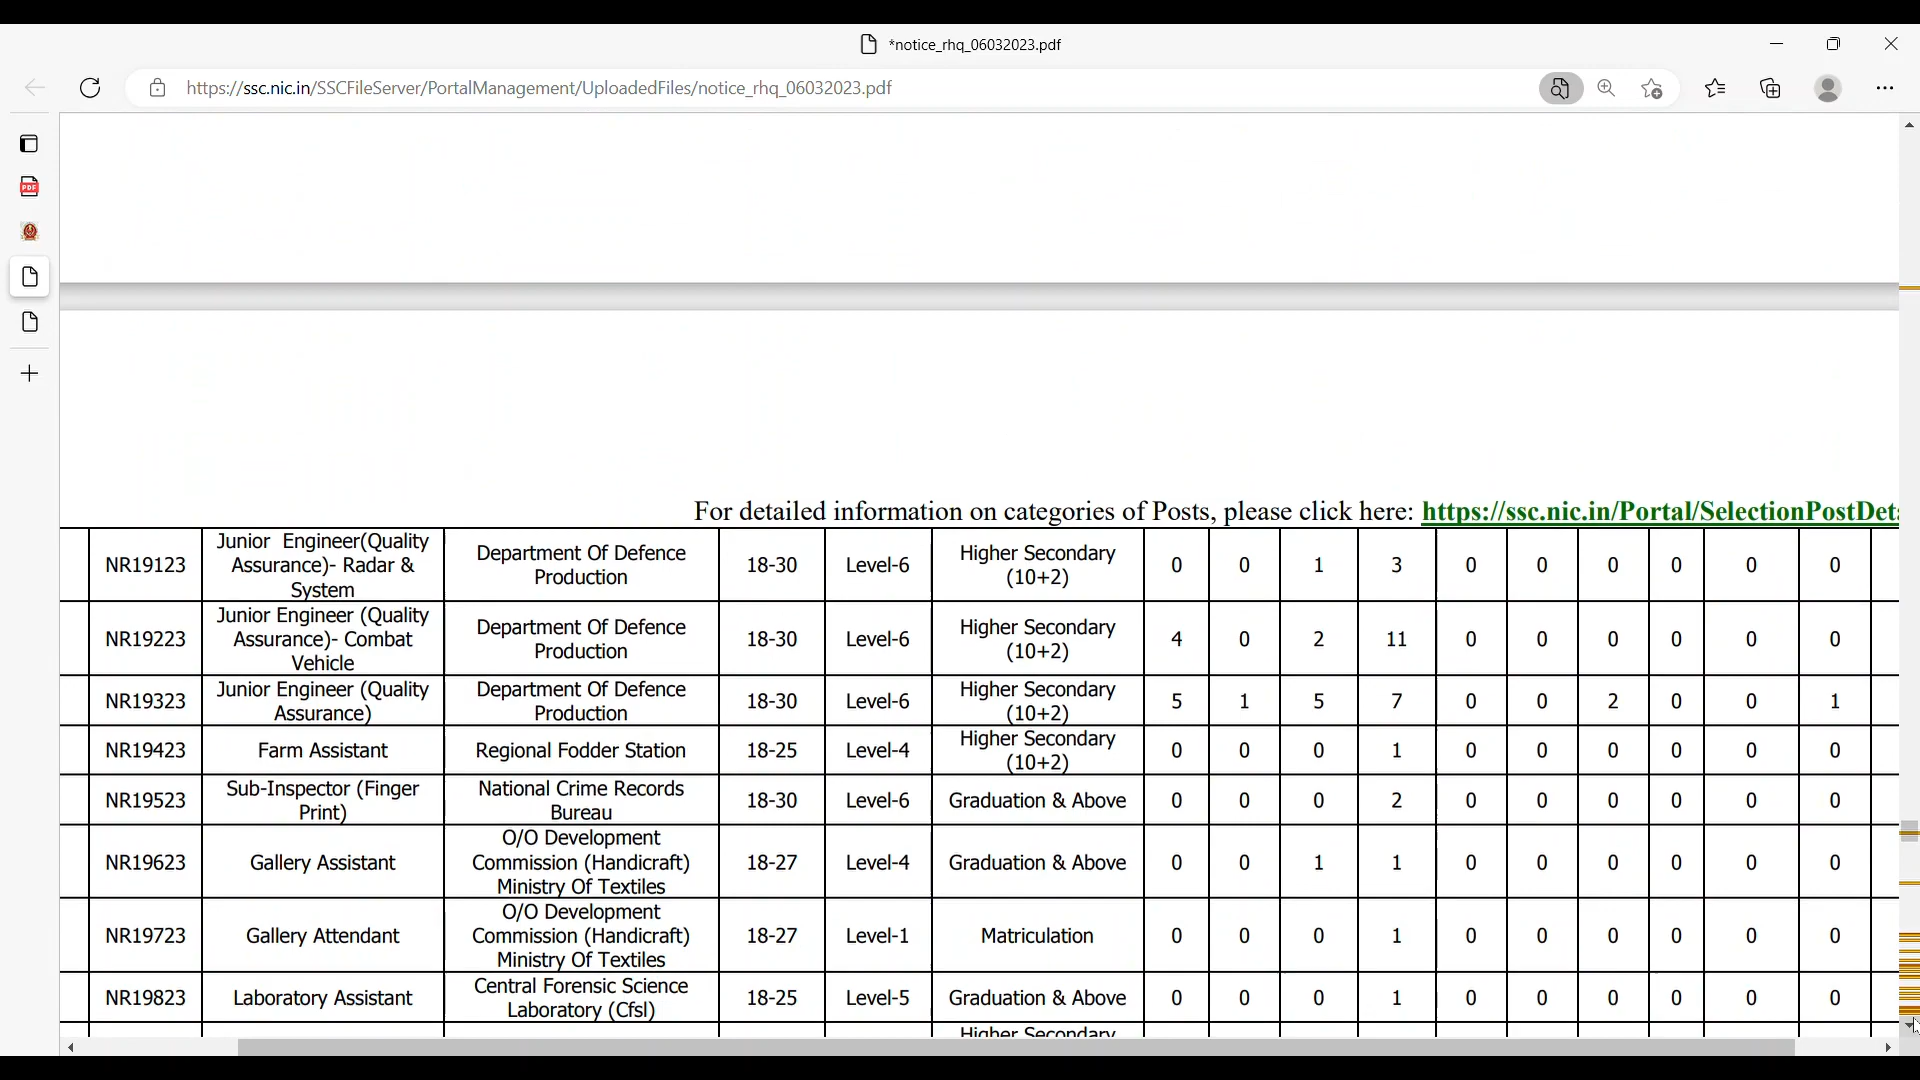 *notice_rhq_06032023.pdf
https://ssc.nic.in/SSCFileServer/PortalManagement/UploadedFiles/notice_rhq_06032023.pdf
PDF
For detailed information on categories of Posts, please click here: https://ssc.nic.in/Portal/SelectionPostDeta
NR19123 Junior Engineer(Quality Assurance)- Radar & System Department Of Defence Production 18-30 Level-6 Higher Secondary (10+2) 0 0 1 3 0 0 0 0 0 0
NR19223 Junior Engineer (Quality Assurance)- Combat Vehicle Department Of Defence Production 18-30 Level-6 Higher Secondary (10+2) 4 0 2 11 0 0 0 0 0 0
NR19323 Junior Engineer (Quality Assurance) Department Of Defence Production 18-30 Level-6 Higher Secondary (10+2) 5 1 5 7 0 0 2 0 0 1
NR19423 Farm Assistant Regional Fodder Station 18-25 Level-4 Higher Secondary (10+2) 0 0 0 1 0 0 0 0 0 0
NR19523 Sub-Inspector (Finger Print) National Crime Records Bureau 18-30 Level-6 Graduation & Above 0 0 0 2 0 0 0 0 0 0
NR19623 Gallery Assistant O/O Development Commission (Handicraft) Ministry Of Textiles 18-27 Level-4 Graduation & Above 0 0 1 1 0 0 0 0 0 0
NR19723 Gallery Attendant O/O Development Commission (Handicraft) Ministry Of Textiles 18-27 Level-1 Matriculation 0 0 0 1 0 0 0 0 0 0
NR19823 Laboratory Assistant Central Forensic Science Laboratory (Cfsl) 18-25 Level-5 Graduation & Above 0 0 0 1 0 0 0 0 0 0
Higher Secondary